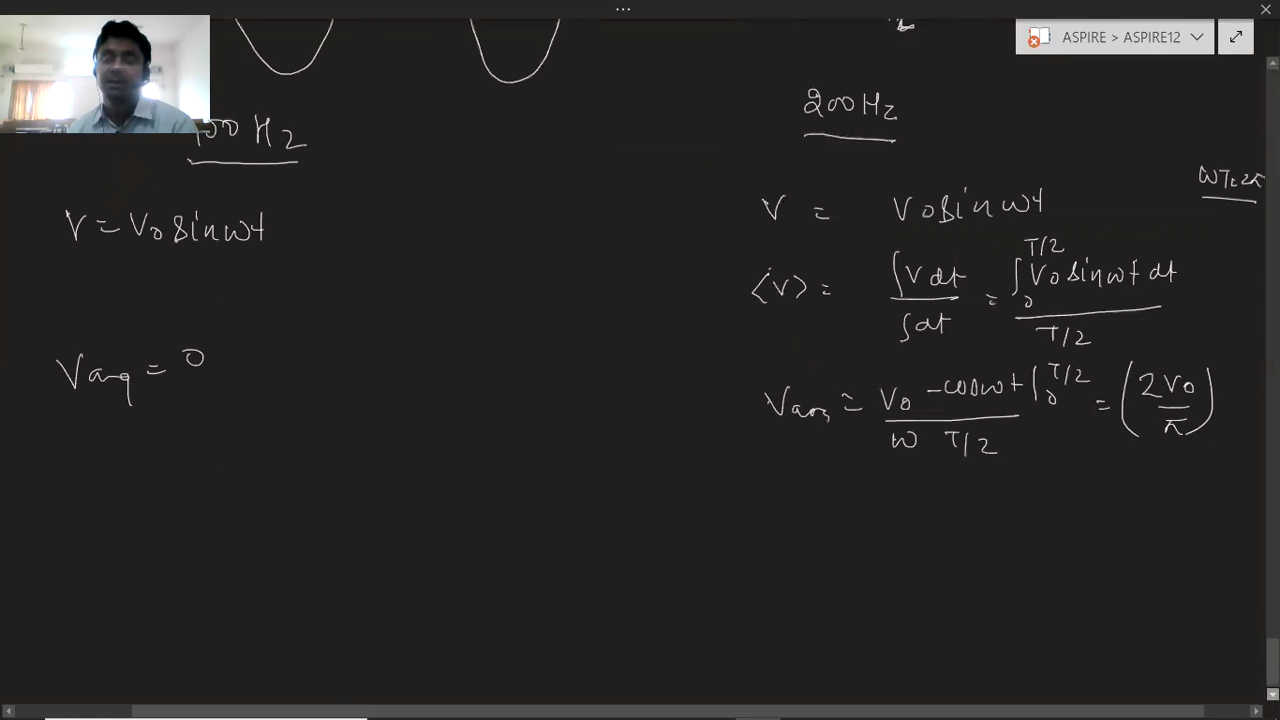 ASPIRE > ASPIRE12
100 Hz
V = V₀ sin ωt
Vavg = 0
200 Hz
ωT = 2π
V = V₀ sin ωt
<V> = ∫V dt / ∫dt = ∫₀^T/2 V₀ sin ωt dt / T/2
Vavg = V₀ -cos ωt |₀^T/2 / ω T/2 = (2V₀ / π)